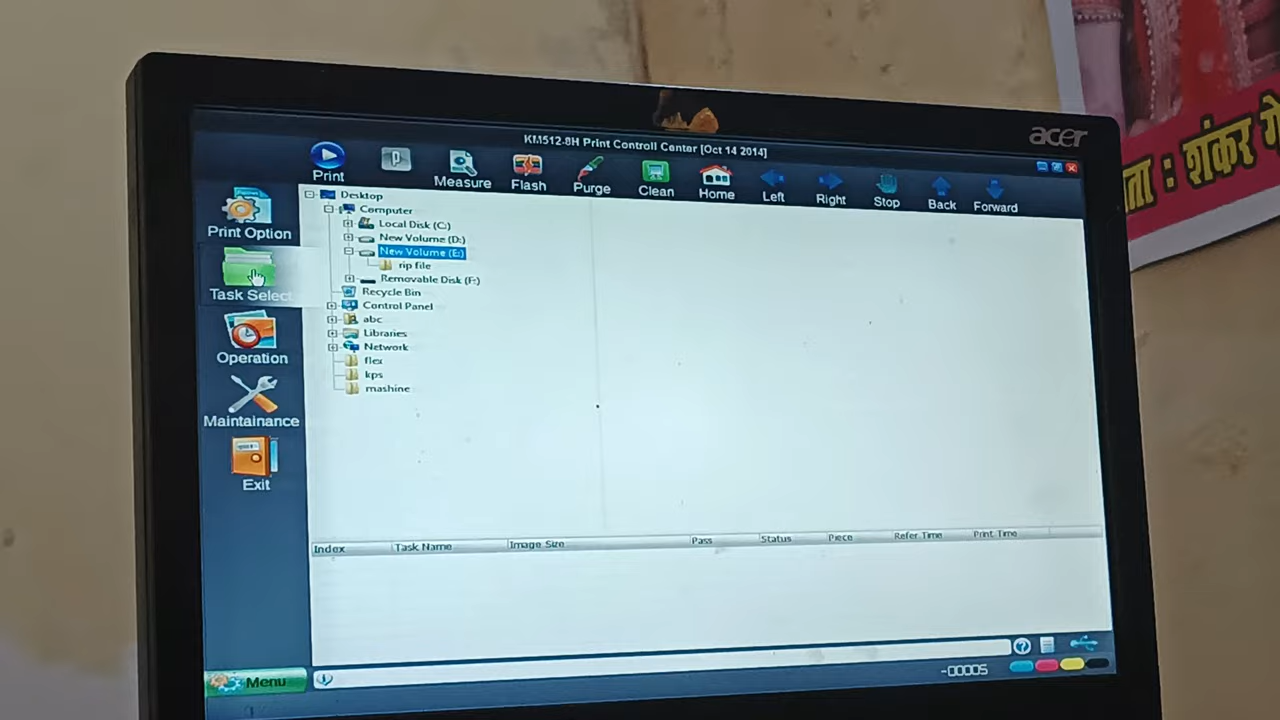 acer
KM512-8H Print Controll Center [Oct 14 2014]
Print
Measure
Flash
Purge
Clean
Home
Left
Right
Stop
Back
Forward
Print Option
Task Select
Operation
Maintainance
Exit
Desktop
Computer
Local Disk (C:)
New Volume (D:)
New Volume (E:)
rip file
Removable Disk (F:)
Recycle Bin
Control Panel
abc
Libraries
Network
flex
kps
mashine
Index Task Name Image Size Pass Status Piece Refer Time Print Time
-00005
Menu
: शंकर